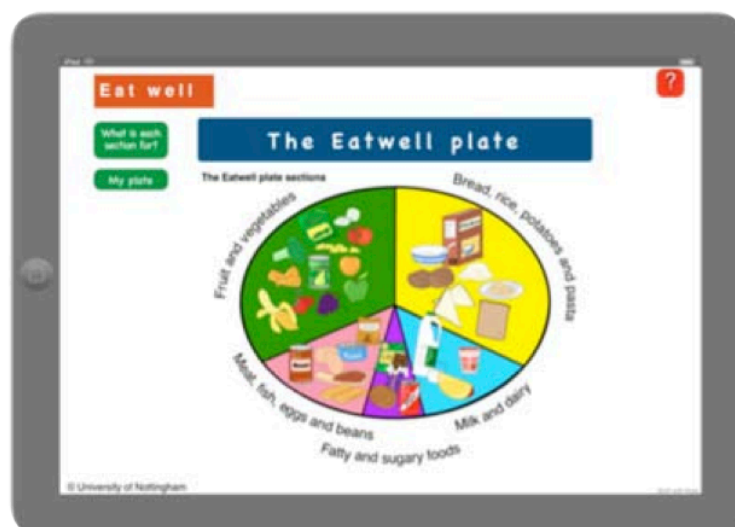 iPad
Eat well
?
What is each
section for?
The Eatwell plate
My plate
The Eatwell plate sections
Fruit and vegetables
Bread, rice, potatoes and pasta
Meat, fish, eggs and beans
Milk and dairy
Fatty and sugary foods
© University of Nottingham